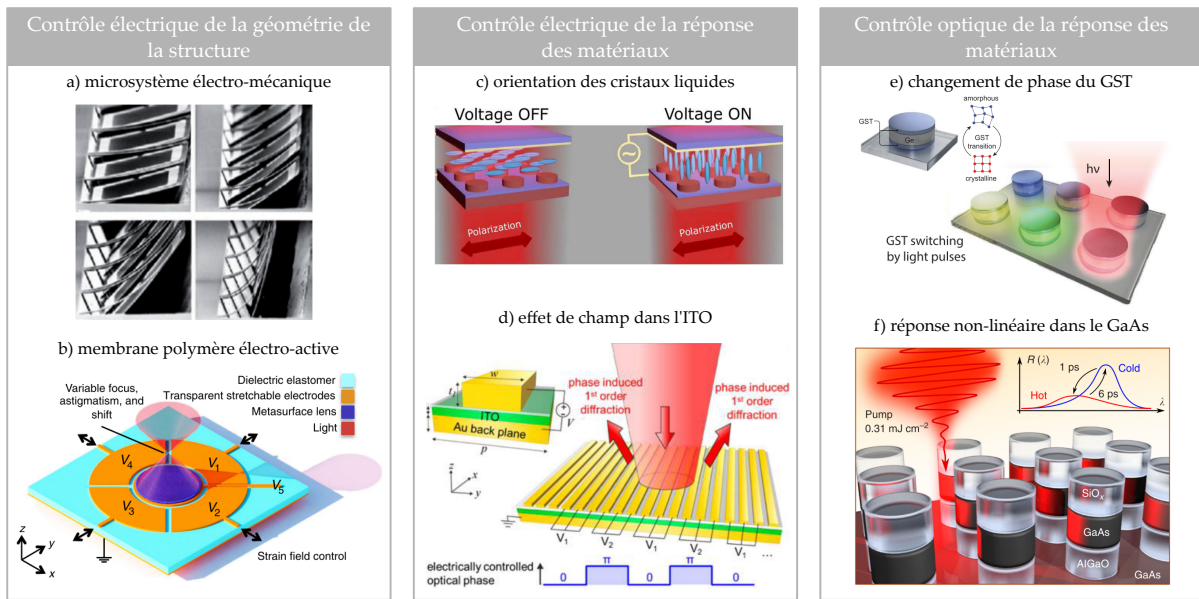 Contrôle électrique de la géométrie de
la structure
a) microsystème électro-mécanique
b) membrane polymère électro-active
Dielectric elastomer
Transparent stretchable electrodes
Metasurface lens
Light
Variable focus,
astigmatism, and
shift
V4
V1
V5
V3
V2
z
y
x
Strain field control
Contrôle électrique de la réponse
des matériaux
c) orientation des cristaux liquides
Voltage OFF
Voltage ON
Polarization
Polarization
d) effet de champ dans l'ITO
w
t
ITO
Au back plane
V
p
z
x
y
phase induced
1st order
diffraction
phase induced
1st order
diffraction
V1
V2
V1
V2
V1
...
electrically controlled
optical phase
0
π
0
π
0
Contrôle optique de la réponse des
matériaux
e) changement de phase du GST
GST
Ge
amorphous
GST
transition
crystalline
hν
GST switching
by light pulses
f) réponse non-linéaire dans le GaAs
Pump
0.31 mJ cm⁻²
R (λ)
1 ps
Cold
Hot
6 ps
λ
SiOx
GaAs
AlGaO
GaAs